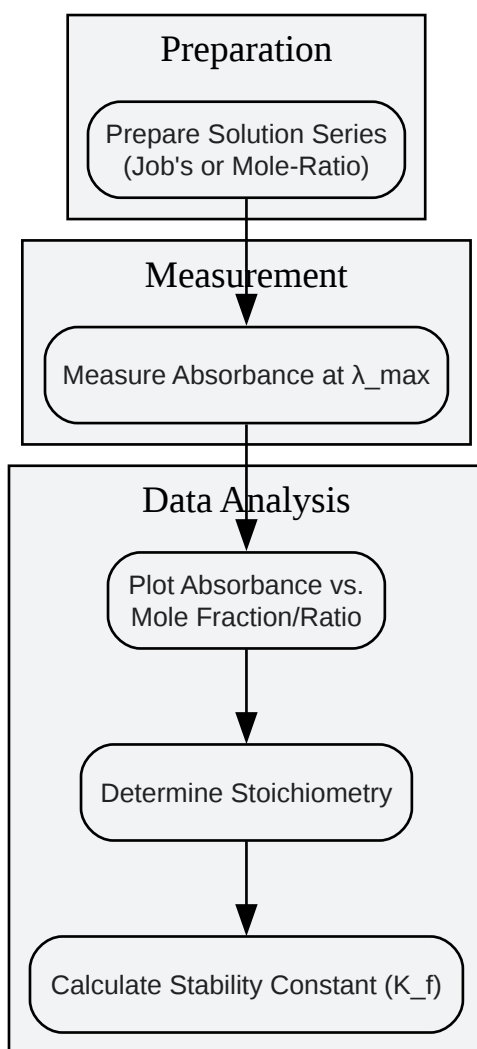 Preparation
Prepare Solution Series
(Job's or Mole-Ratio)
Measurement
Measure Absorbance at λ_max
Data Analysis
Plot Absorbance vs.
Mole Fraction/Ratio
Determine Stoichiometry
Calculate Stability Constant (K_f)